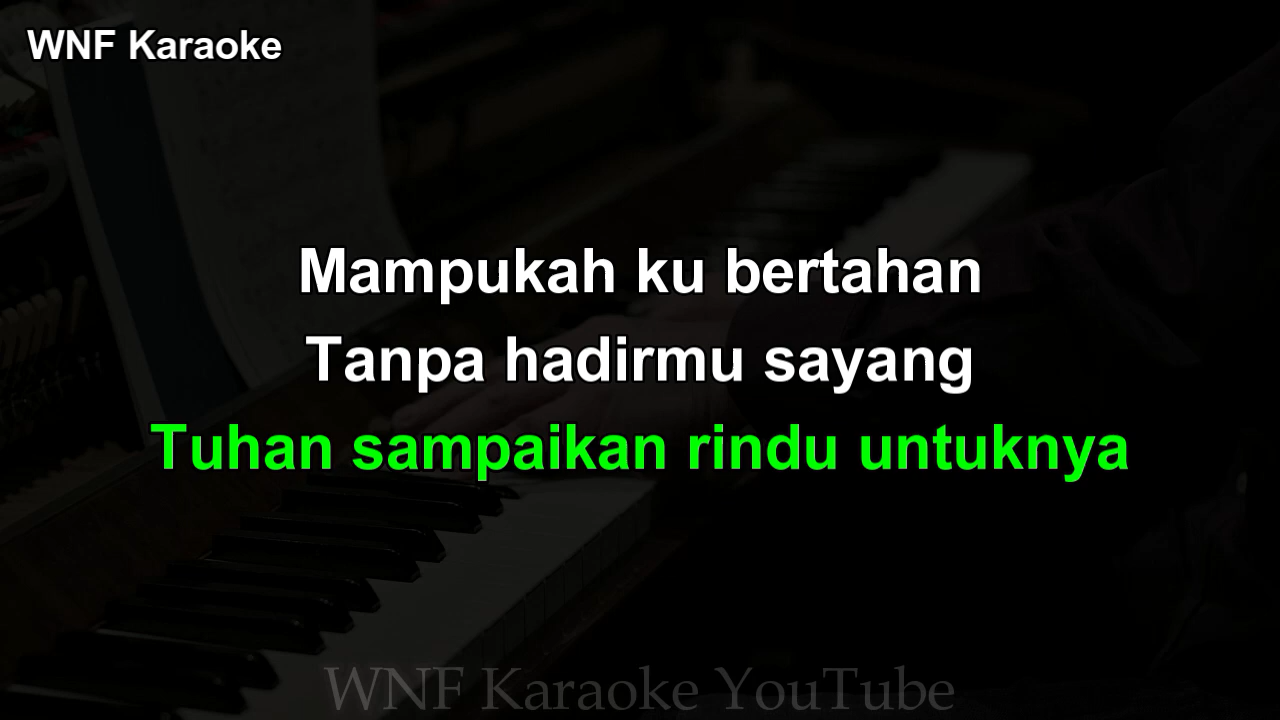 WNF Karaoke
Mampukah ku bertahan
Tanpa hadirmu sayang
Tuhan sampaikan rindu untuknya
WNF Karaoke YouTube